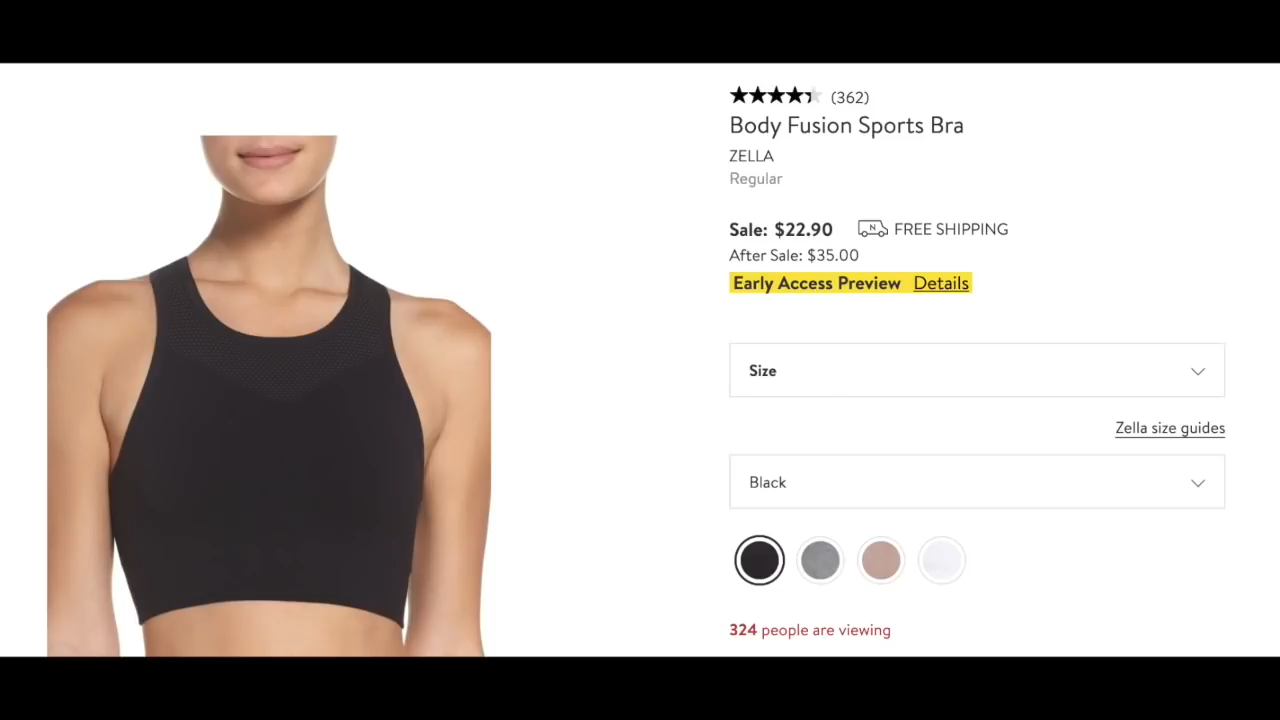 (362)
Body Fusion Sports Bra
ZELLA
Regular
Sale: $22.90 N FREE SHIPPING
After Sale: $35.00
Early Access Preview Details
Size
Zella size guides
Black
324 people are viewing